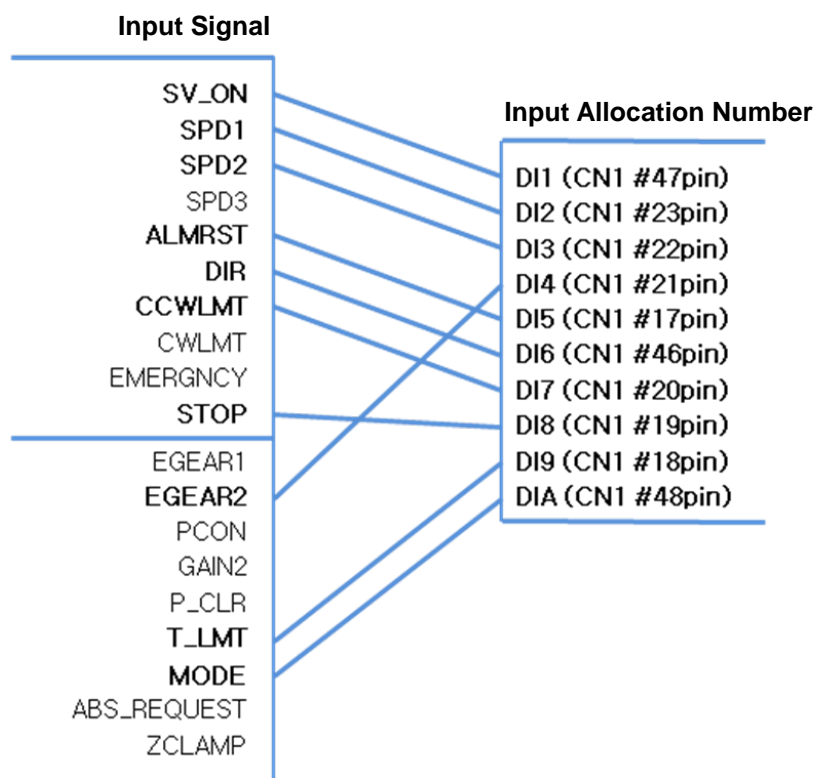 Input Signal
SV_ON
SPD1
SPD2
SPD3
ALMRST
DIR
CCWLMT
CWLMT
EMERGNCY
STOP
EGEAR1
EGEAR2
PCON
GAIN2
P_CLR
T_LMT
MODE
ABS_REQUEST
ZCLAMP
Input Allocation Number
DI1 (CN1 #47pin)
DI2 (CN1 #23pin)
DI3 (CN1 #22pin)
DI4 (CN1 #21pin)
DI5 (CN1 #17pin)
DI6 (CN1 #46pin)
DI7 (CN1 #20pin)
DI8 (CN1 #19pin)
DI9 (CN1 #18pin)
DIA (CN1 #48pin)